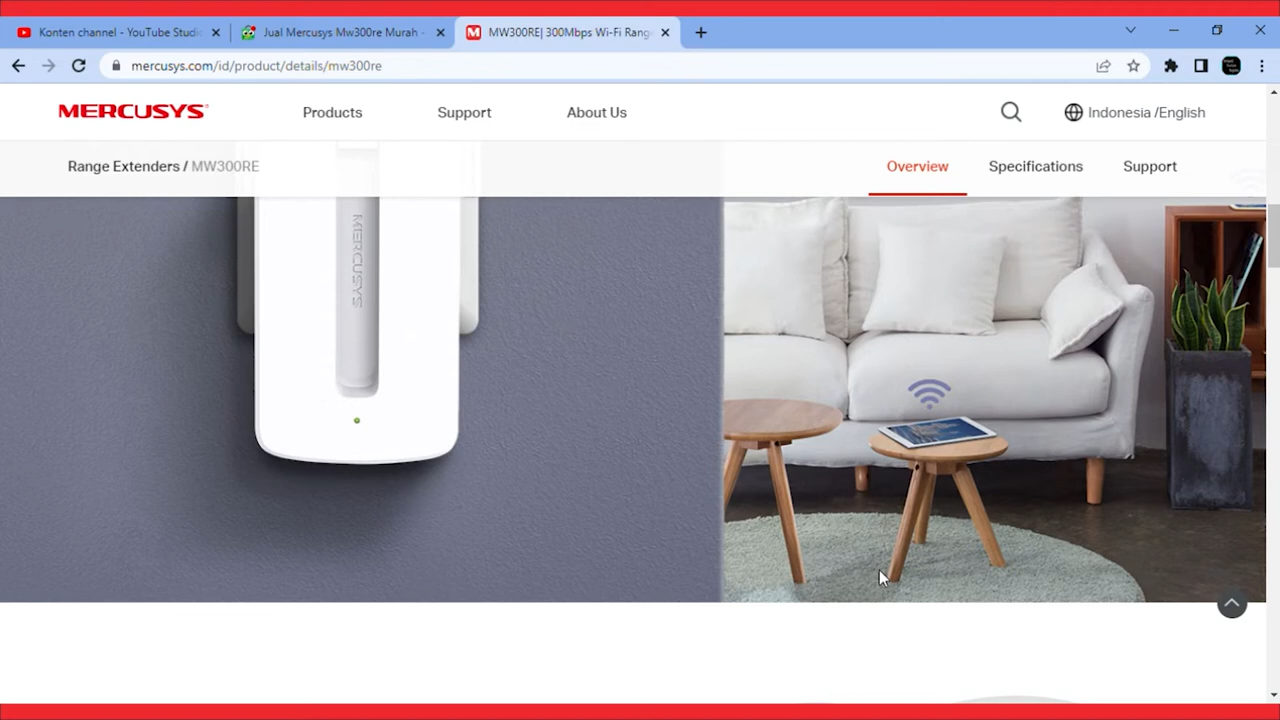 Konten channel - YouTube Studio
Jual Mercusys Mw300re Murah -
MW300RE| 300Mbps Wi-Fi Rang
mercusys.com/id/product/details/mw300re
MERCUSYS
Products
Support
About Us
Indonesia /English
Range Extenders / MW300RE
Overview
Specifications
Support
MERCUSYS